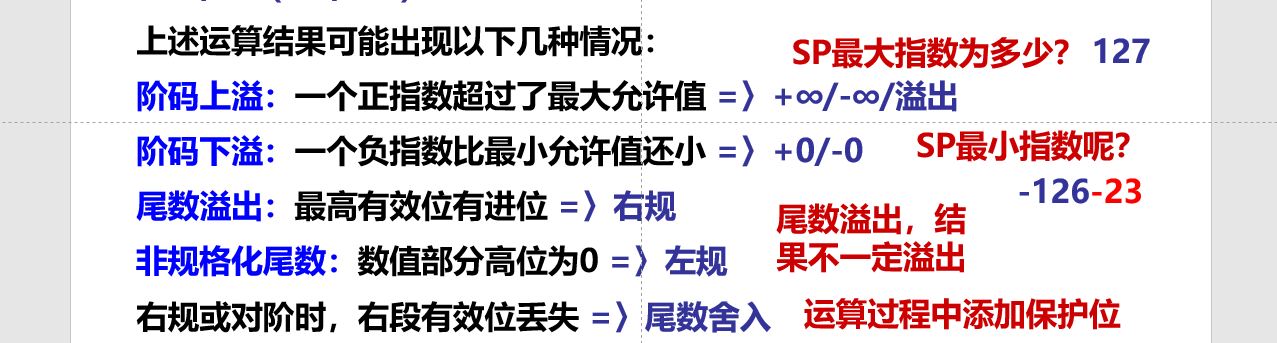 上述运算结果可能出现以下几种情况：
SP最大指数为多少？ 127
阶码上溢：一个正指数超过了最大允许值 =〉+∞/-∞/溢出
阶码下溢：一个负指数比最小允许值还小 =〉+0/-0
SP最小指数呢？
-126-23
尾数溢出：最高有效位有进位 =〉右规
尾数溢出，结
果不一定溢出
非规格化尾数：数值部分高位为0 =〉左规
右规或对阶时，右段有效位丢失 =〉尾数舍入
运算过程中添加保护位